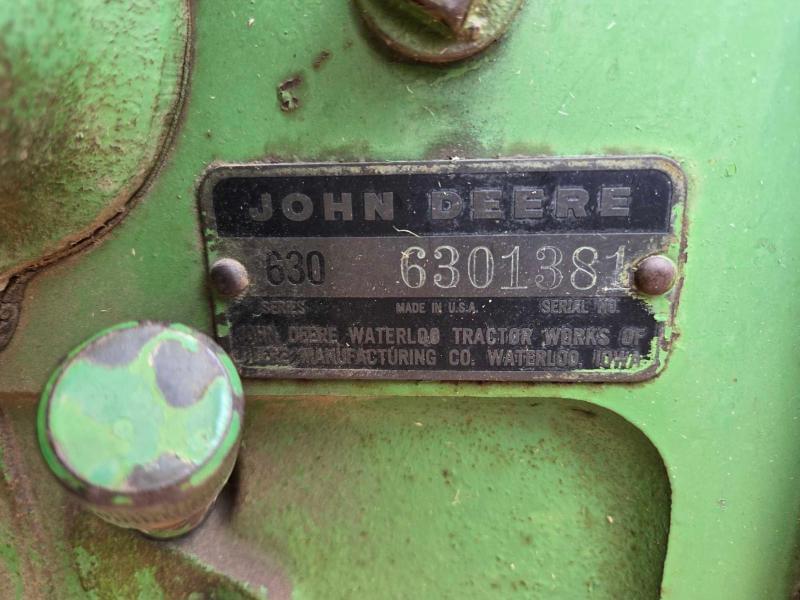 JOHN DEERE
630 6301381
SERIES MADE IN U.S.A. SERIAL NO.
JOHN DEERE WATERLOO TRACTOR WORKS OF
DEERE MANUFACTURING CO. WATERLOO, IOWA